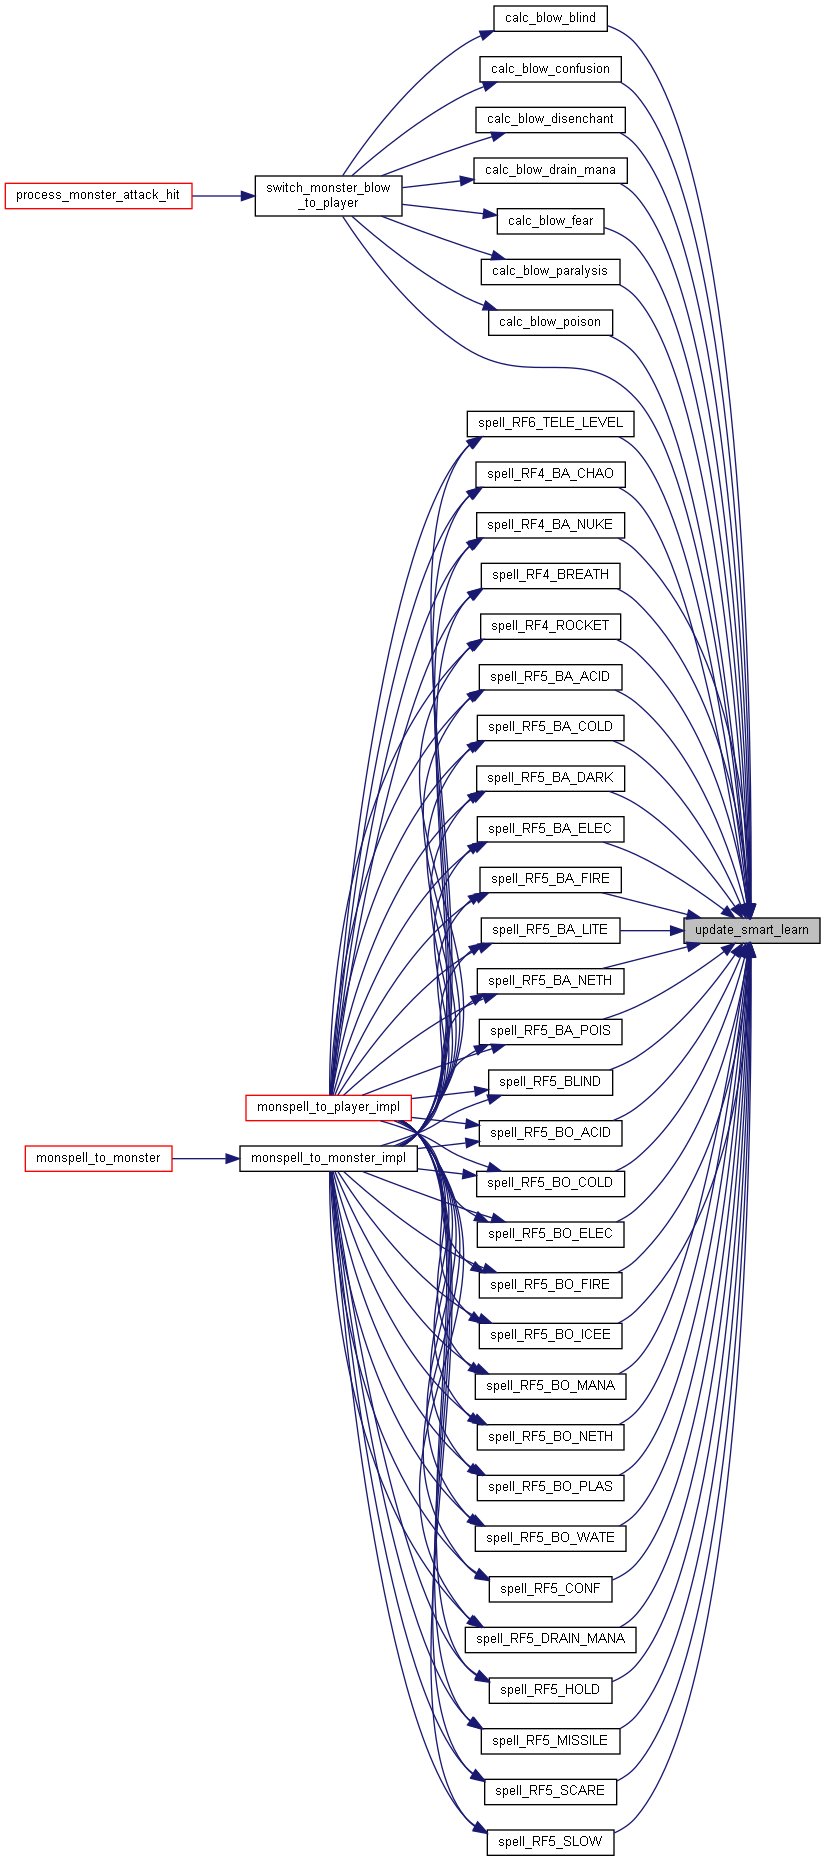 calc_blow_blind
calc_blow_confusion
calc_blow_disenchant
calc_blow_drain_mana
process_monster_attack_hit
switch_monster_blow
_to_player
calc_blow_fear
calc_blow_paralysis
calc_blow_poison
spell_RF6_TELE_LEVEL
spell_RF4_BA_CHAO
spell_RF4_BA_NUKE
spell_RF4_BREATH
spell_RF4_ROCKET
spell_RF5_BA_ACID
spell_RF5_BA_COLD
spell_RF5_BA_DARK
spell_RF5_BA_ELEC
spell_RF5_BA_FIRE
spell_RF5_BA_LITE
update_smart_learn
spell_RF5_BA_NETH
spell_RF5_BA_POIS
spell_RF5_BLIND
monspell_to_player_impl
spell_RF5_BO_ACID
monspell_to_monster
monspell_to_monster_impl
spell_RF5_BO_COLD
spell_RF5_BO_ELEC
spell_RF5_BO_FIRE
spell_RF5_BO_ICEE
spell_RF5_BO_MANA
spell_RF5_BO_NETH
spell_RF5_BO_PLAS
spell_RF5_BO_WATE
spell_RF5_CONF
spell_RF5_DRAIN_MANA
spell_RF5_HOLD
spell_RF5_MISSILE
spell_RF5_SCARE
spell_RF5_SLOW